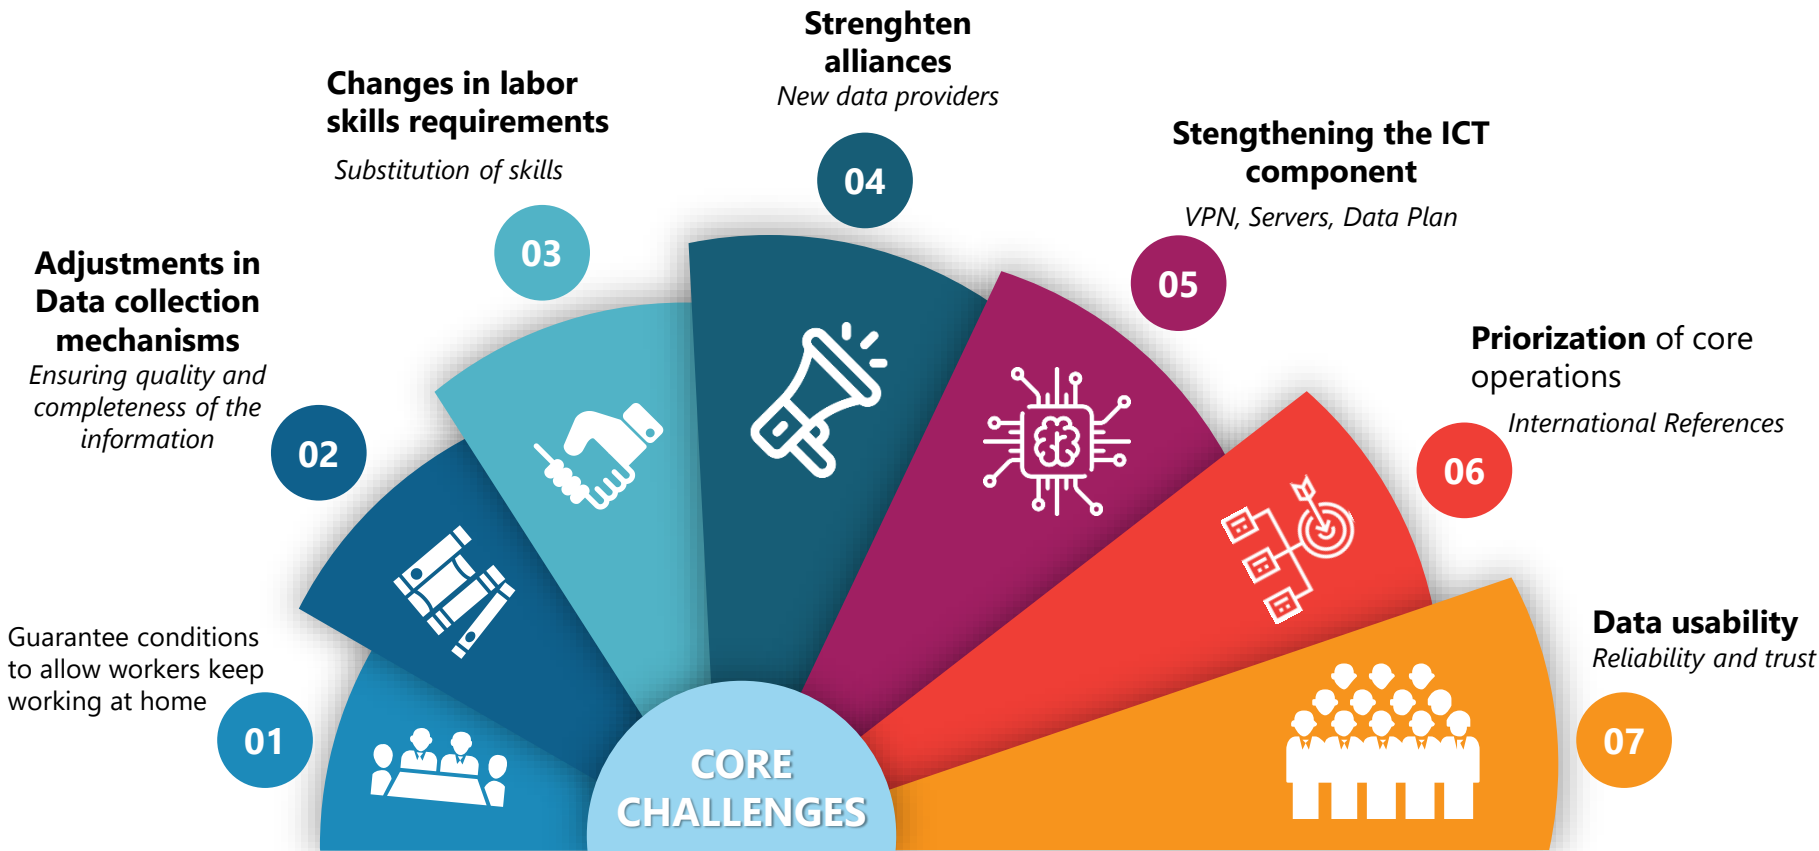 Guarantee conditions
to allow workers keep
working at home
01
Adjustments in
Data collection
mechanisms
Ensuring quality and
completeness of the
information
02
Changes in labor
skills requirements
Substitution of skills
03
Strenghten
alliances
New data providers
04
Stengthening the ICT
component
VPN, Servers, Data Plan
05
Priorization of core
operations
International References
06
Data usability
Reliability and trust
07
CORE
CHALLENGES